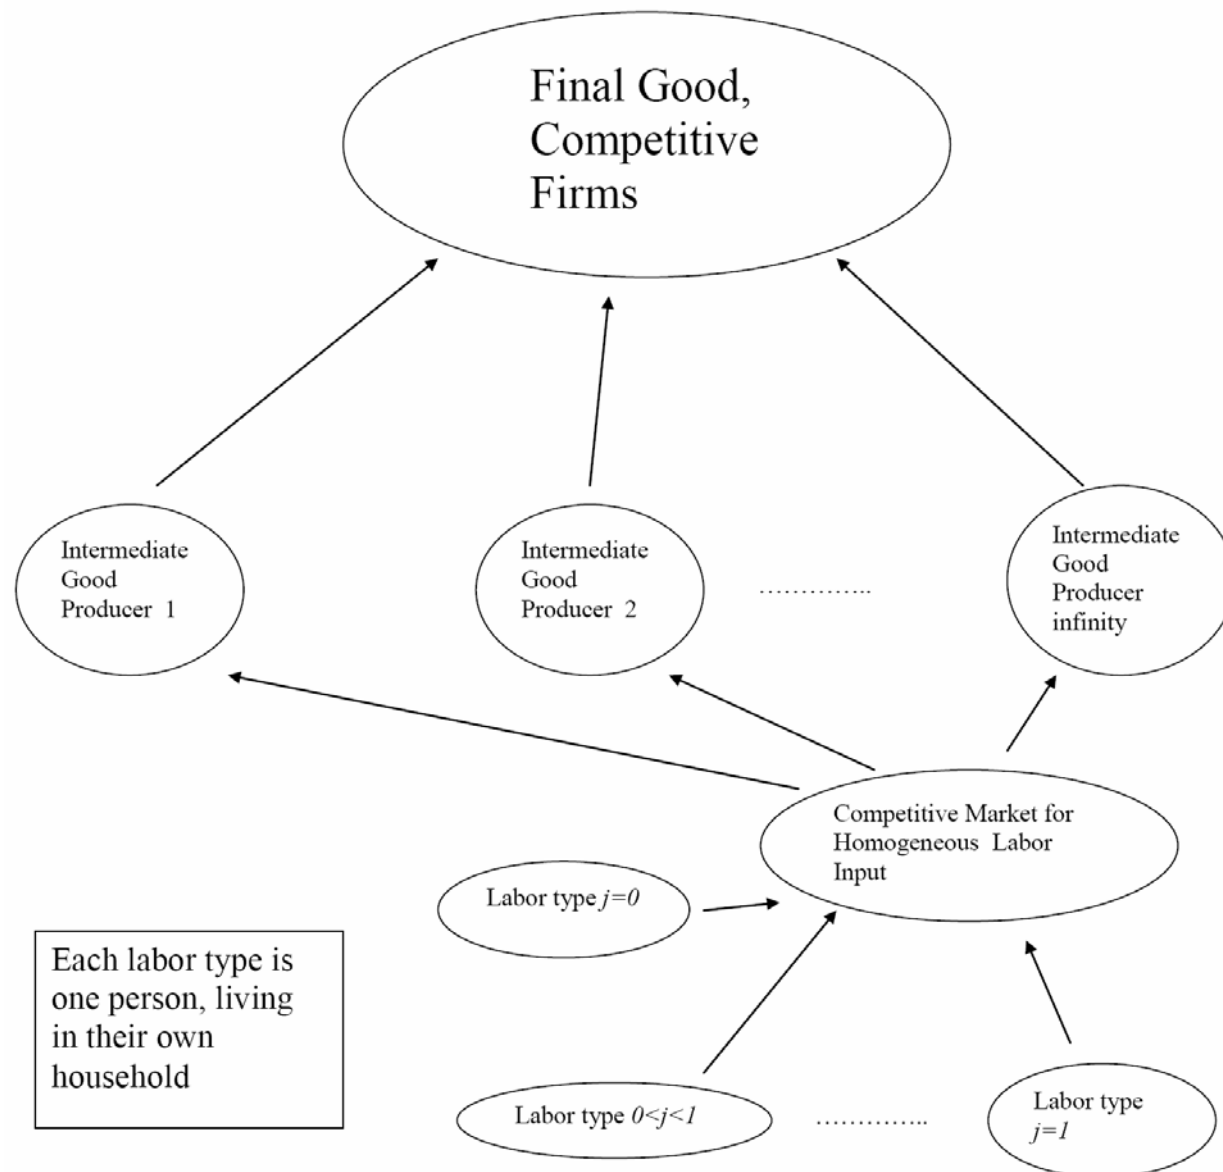 Final Good,
Competitive
Firms
Intermediate
Good
Producer 1
Intermediate
Good
Producer 2
..............
Intermediate
Good
Producer
infinity
Competitive Market for
Homogeneous Labor
Input
Labor type j=0
Each labor type is
one person, living
in their own
household
Labor type 0<j<1
..............
Labor type
j=1